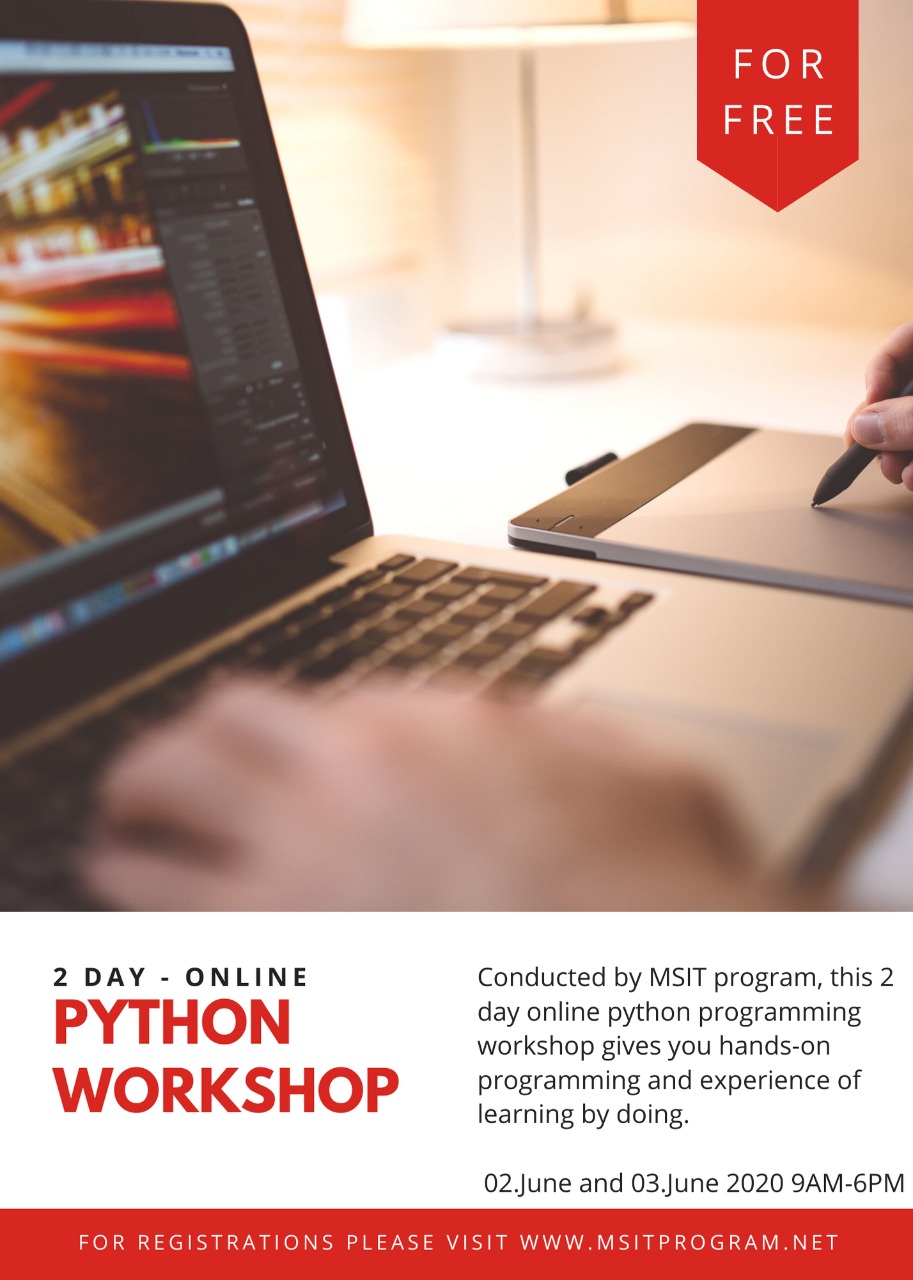 FOR
FREE
2 DAY - ONLINE
PYTHON
WORKSHOP
Conducted by MSIT program, this 2
day online python programming
workshop gives you hands-on
programming and experience of
learning by doing.
02.June and 03.June 2020 9AM-6PM
FOR REGISTRATIONS PLEASE VISIT WWW.MSITPROGRAM.NET